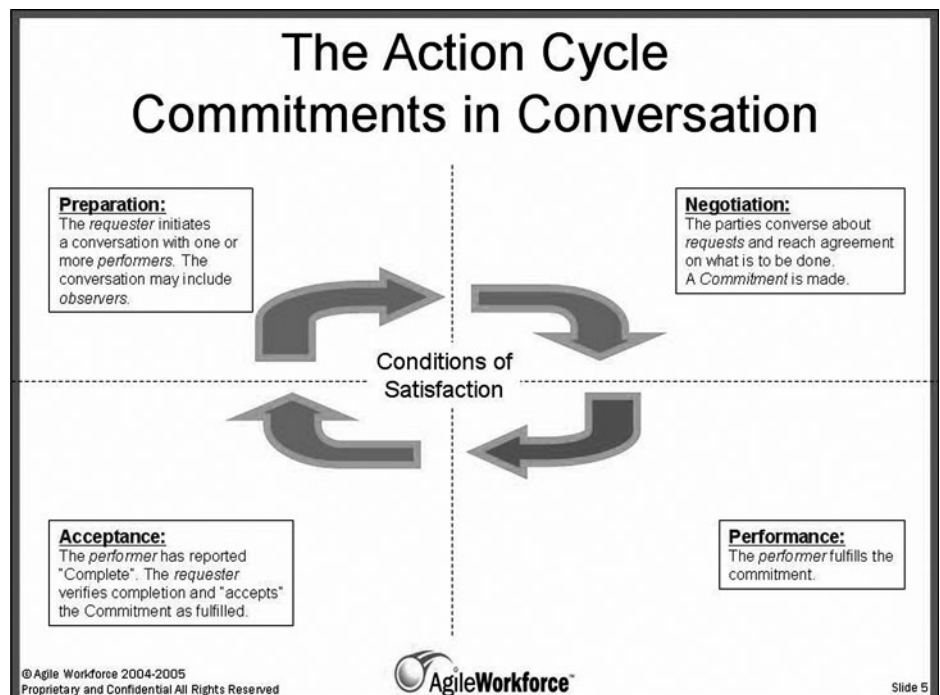 The Action Cycle
Commitments in Conversation
Preparation:
The requester initiates
a conversation with one or
more performers. The
conversation may include
observers.
Negotiation:
The parties converse about
requests and reach agreement
on what is to be done.
A Commitment is made.
Conditions of
Satisfaction
Acceptance:
The performer has reported
"Complete". The requester
verifies completion and "accepts"
the Commitment as fulfilled.
Performance:
The performer fulfills the
commitment.
© Agile Workforce 2004-2005
Proprietary and Confidential All Rights Reserved
AgileWorkforce™
Slide 5